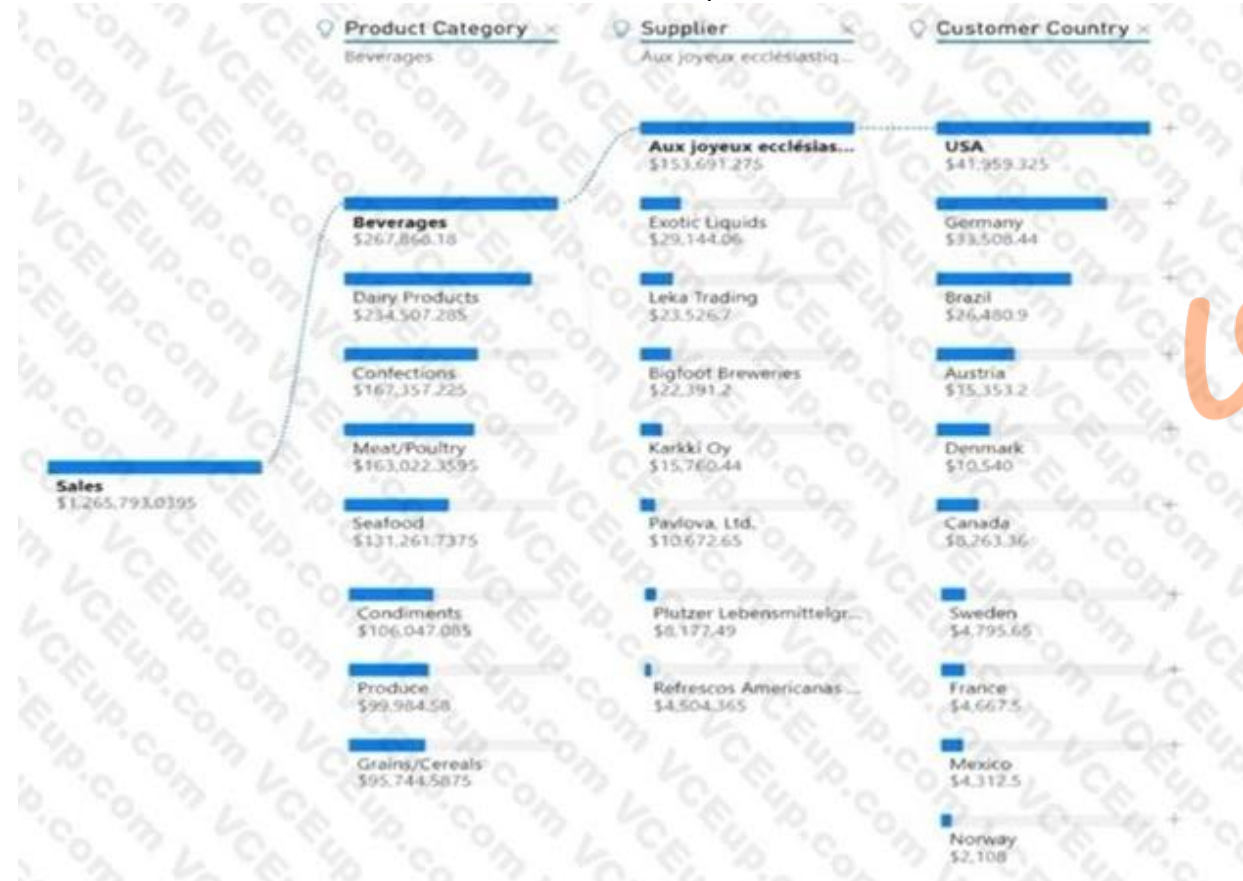 Product Category
Supplier
Customer Country
Beverages
Aux joyeux ecclésiastiq...
Aux joyeux ecclésias...
$153,691.275
USA
$41,959.325
Beverages
$267,868.18
Exotic Liquids
$29,144.06
Germany
$33,508.44
Dairy Products
$234,507.285
Leka Trading
$23,526.7
Brazil
$26,480.9
Confections
$167,357.225
Bigfoot Breweries
$22,391.2
Austria
$15,353.2
Meat/Poultry
$163,022.3595
Karkki Oy
$15,760.44
Denmark
$10,540
Sales
$1,265,793.0395
Seafood
$131,261.7375
Pavlova, Ltd.
$10,672.65
Canada
$8,263.36
Condiments
$106,047.085
Plutzer Lebensmittelgr...
$8,177.49
Sweden
$4,795.65
Produce
$99,984.58
Refrescos Americanas ...
$4,504.365
France
$4,667.5
Grains/Cereals
$95,744.5875
Mexico
$4,312.5
Norway
$2,108
VCEup.com